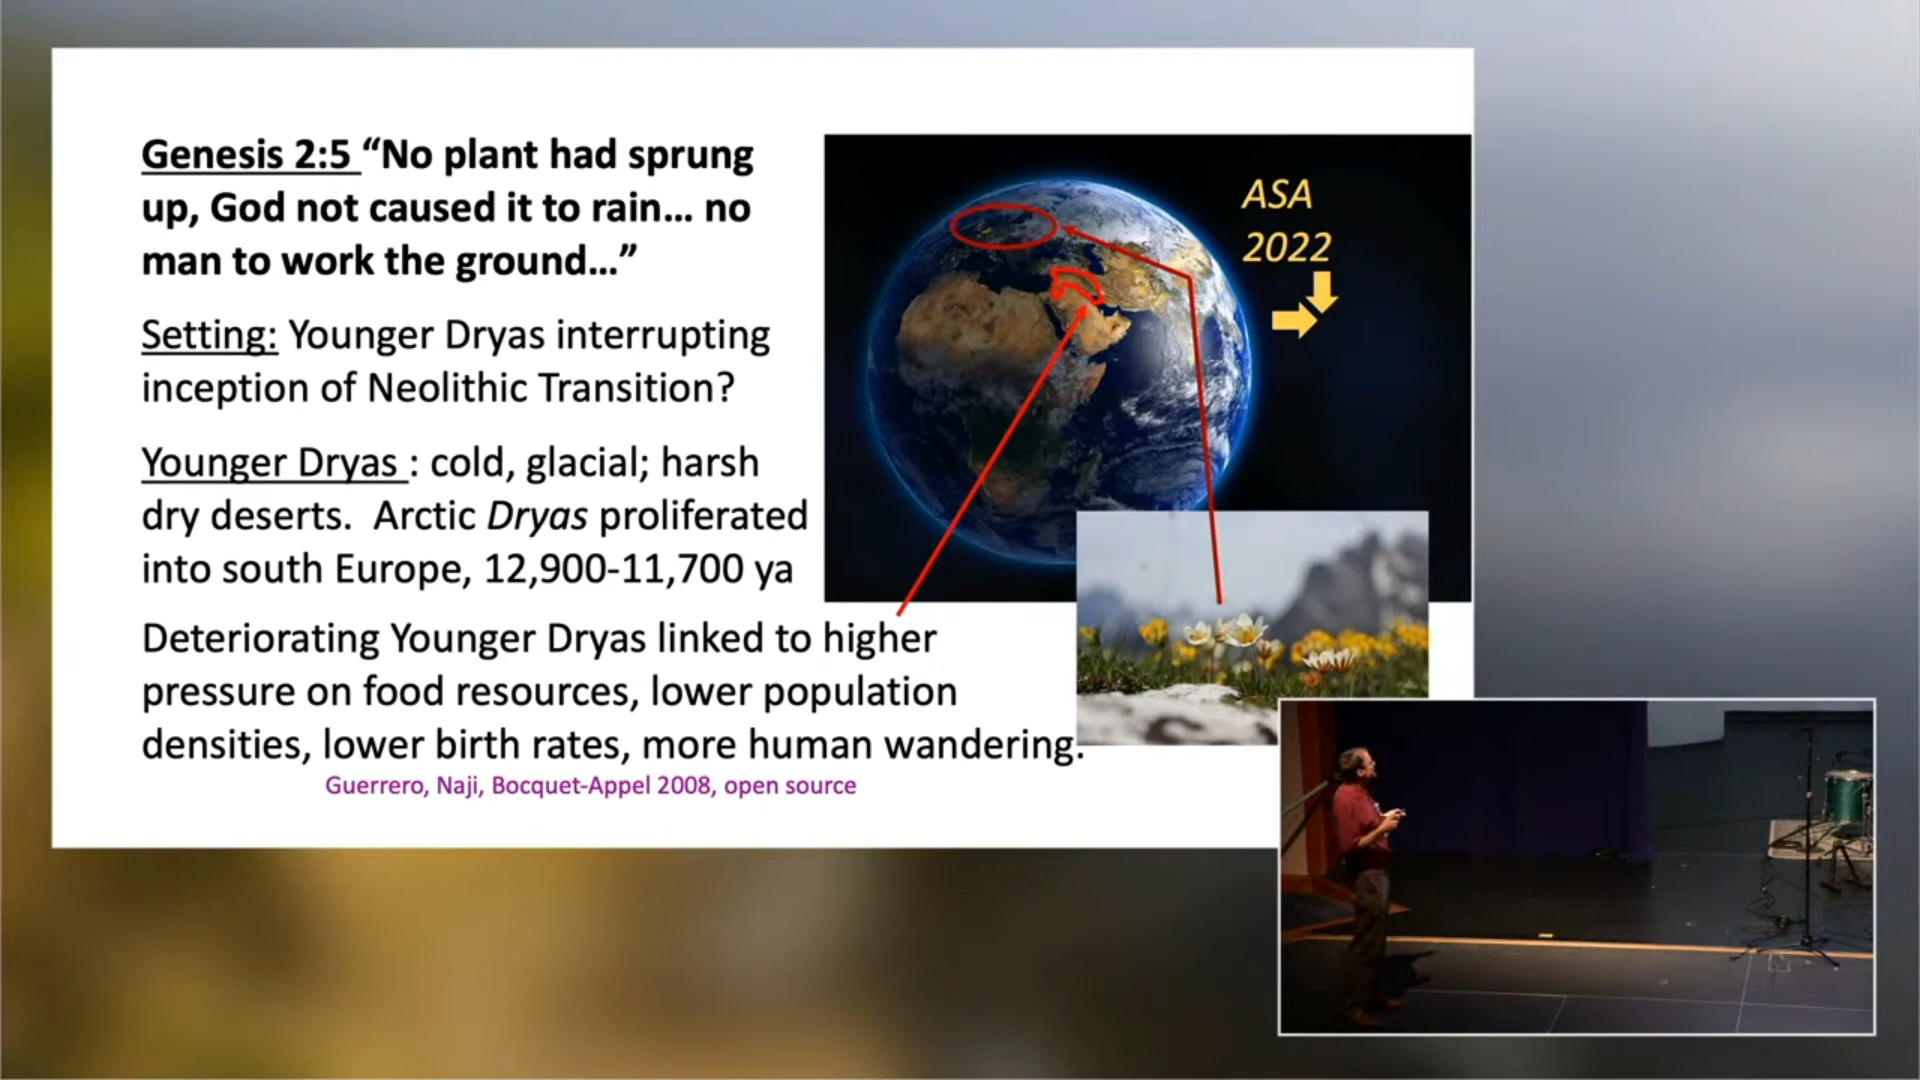 Genesis 2:5 “No plant had sprung
up, God not caused it to rain… no
man to work the ground…”
Setting: Younger Dryas interrupting
inception of Neolithic Transition?
Younger Dryas : cold, glacial; harsh
dry deserts. Arctic Dryas proliferated
into south Europe, 12,900-11,700 ya
Deteriorating Younger Dryas linked to higher
pressure on food resources, lower population
densities, lower birth rates, more human wandering.
Guerrero, Naji, Bocquet-Appel 2008, open source
ASA
2022